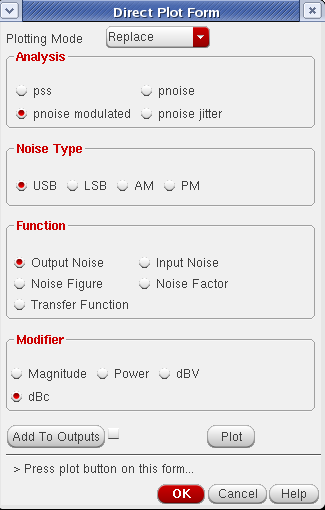 Direct Plot Form
Plotting Mode Replace
Analysis
pss pnoise
pnoise modulated pnoise jitter
Noise Type
USB LSB AM PM
Function
Output Noise Input Noise
Noise Figure Noise Factor
Transfer Function
Modifier
Magnitude Power dBV
dBc
Add To Outputs Plot
> Press plot button on this form...
OK Cancel Help